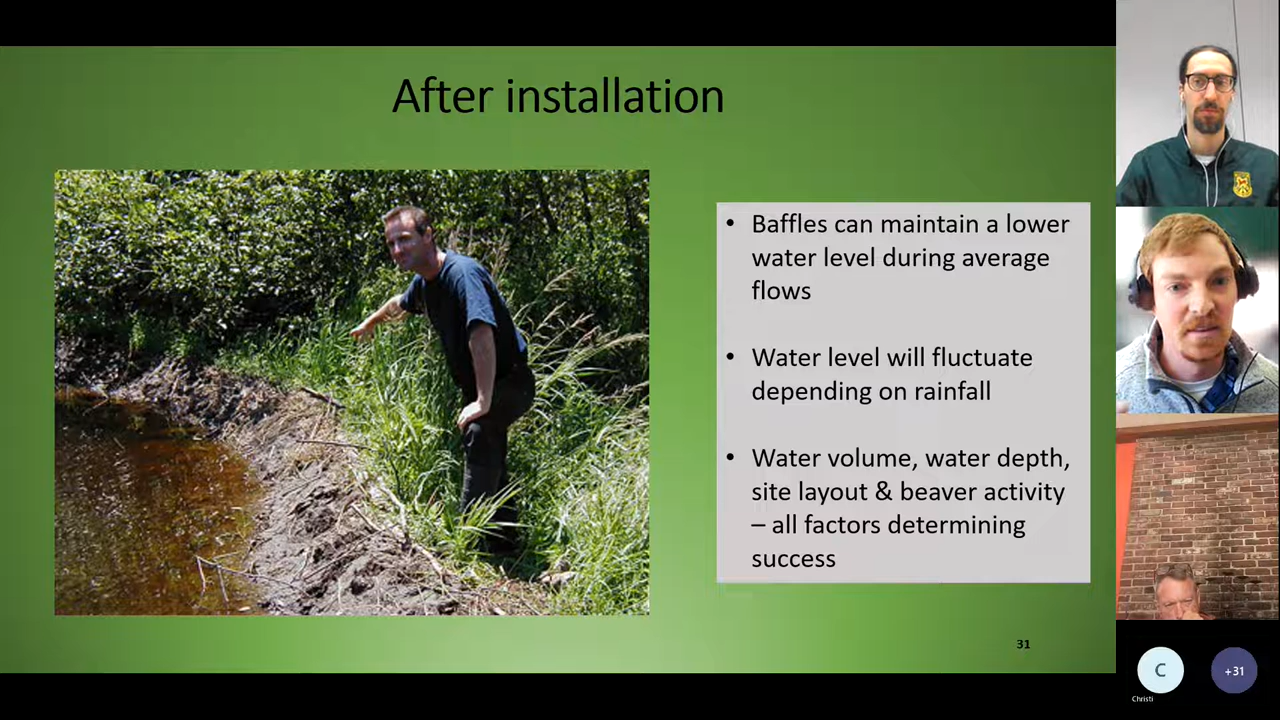 After installation
• Baffles can maintain a lower
water level during average
flows
• Water level will fluctuate
depending on rainfall
• Water volume, water depth,
site layout & beaver activity
– all factors determining
success
31
C
+31
Christi